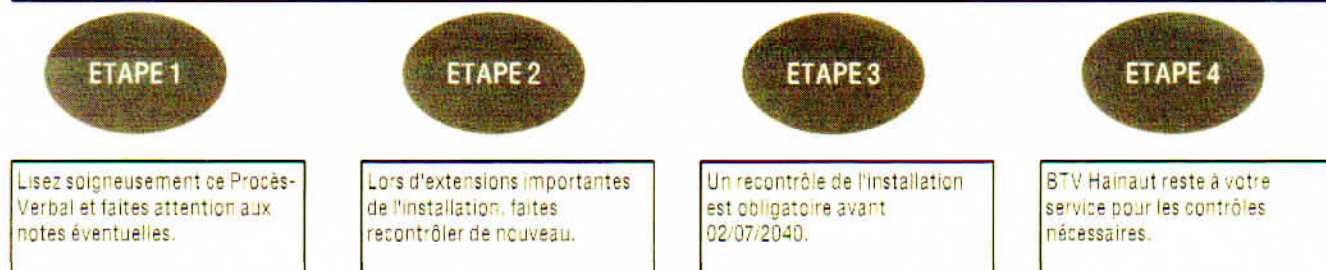 ETAPE 1
Lisez soigneusement ce Procès-
Verbal et faites attention aux
notes éventuelles.
ETAPE 2
Lors d'extensions importantes
de l'installation, faites
recontrôler de nouveau.
ETAPE 3
Un recontrôle de l'installation
est obligatoire avant
02/07/2040.
ETAPE 4
BTV Hainaut reste à votre
service pour les contrôles
nécessaires.